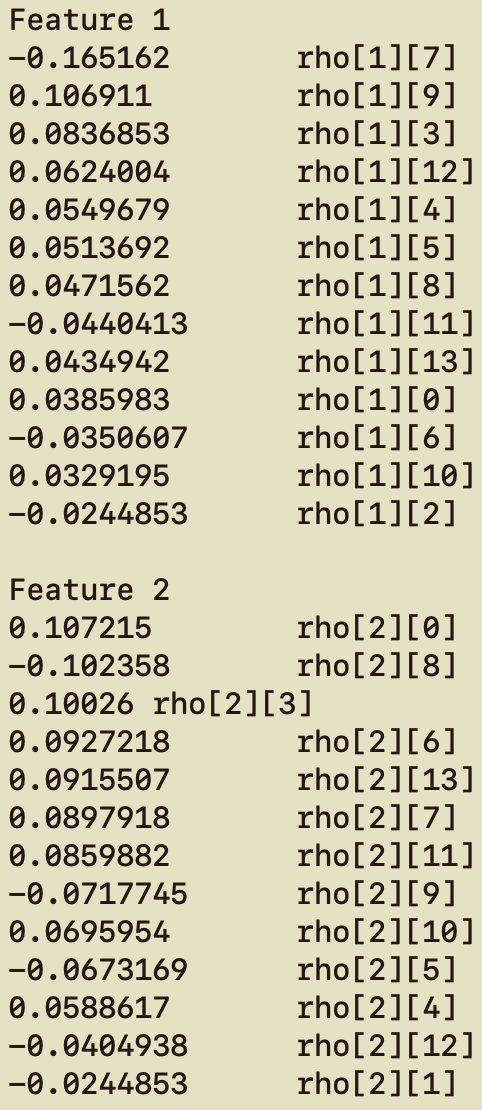 Feature 1
−0.165162 rho[1][7]
0.106911 rho[1][9]
0.0836853 rho[1][3]
0.0624004 rho[1][12]
0.0549679 rho[1][4]
0.0513692 rho[1][5]
0.0471562 rho[1][8]
−0.0440413 rho[1][11]
0.0434942 rho[1][13]
0.0385983 rho[1][0]
−0.0350607 rho[1][6]
0.0329195 rho[1][10]
−0.0244853 rho[1][2]
Feature 2
0.107215 rho[2][0]
−0.102358 rho[2][8]
0.10026 rho[2][3]
0.0927218 rho[2][6]
0.0915507 rho[2][13]
0.0897918 rho[2][7]
0.0859882 rho[2][11]
−0.0717745 rho[2][9]
0.0695954 rho[2][10]
−0.0673169 rho[2][5]
0.0588617 rho[2][4]
−0.0404938 rho[2][12]
−0.0244853 rho[2][1]